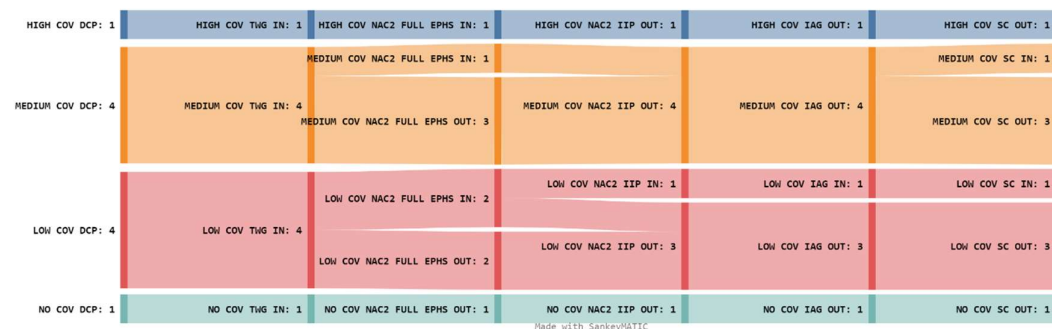 HIGH COV DCP: 1
HIGH COV TWG IN: 1
HIGH COV NAC2 FULL EPHS IN: 1
HIGH COV NAC2 IIP OUT: 1
HIGH COV IAG OUT: 1
HIGH COV SC OUT: 1
MEDIUM COV DCP: 4
MEDIUM COV TWG IN: 4
MEDIUM COV NAC2 FULL EPHS IN: 1
MEDIUM COV NAC2 FULL EPHS OUT: 3
MEDIUM COV NAC2 IIP OUT: 4
MEDIUM COV IAG OUT: 4
MEDIUM COV SC IN: 1
MEDIUM COV SC OUT: 3
LOW COV DCP: 4
LOW COV TWG IN: 4
LOW COV NAC2 FULL EPHS IN: 2
LOW COV NAC2 FULL EPHS OUT: 2
LOW COV NAC2 IIP IN: 1
LOW COV NAC2 IIP OUT: 3
LOW COV IAG IN: 1
LOW COV IAG OUT: 3
LOW COV SC IN: 1
LOW COV SC OUT: 3
NO COV DCP: 1
NO COV TWG IN: 1
NO COV NAC2 FULL EPHS OUT: 1
NO COV NAC2 IIP OUT: 1
NO COV IAG OUT: 1
NO COV SC OUT: 1
Made with SankeyMATIC